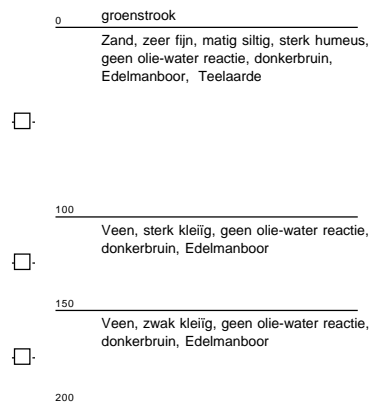 0
groenstrook
Zand, zeer fijn, matig siltig, sterk humeus,
geen olie-water reactie, donkerbruin,
Edelmanboor, Teelaarde
100
Veen, sterk kleiïg, geen olie-water reactie,
donkerbruin, Edelmanboor
150
Veen, zwak kleiïg, geen olie-water reactie,
donkerbruin, Edelmanboor
200